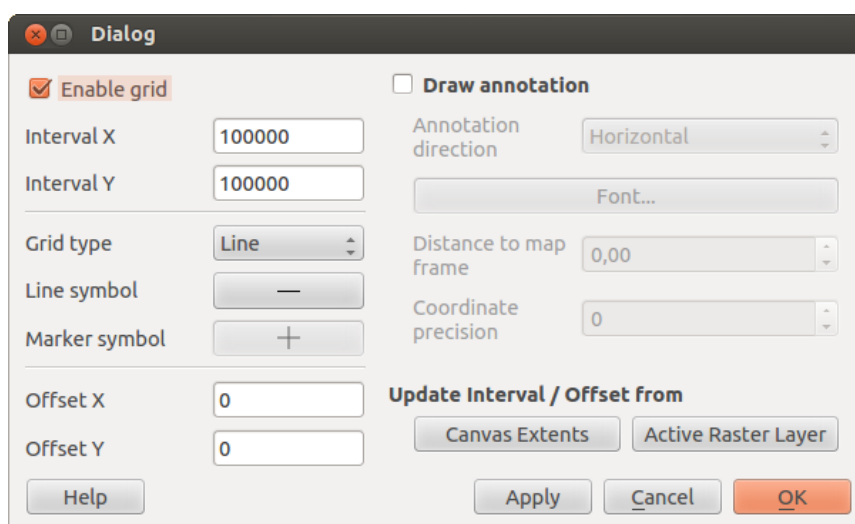 Dialog
Enable grid
Interval X 100000
Interval Y 100000
Grid type Line
Line symbol
Marker symbol
Offset X 0
Offset Y 0
Help
Draw annotation
Annotation
direction
Horizontal
Font...
Distance to map
frame
0,00
Coordinate
precision
0
Update Interval / Offset from
Canvas Extents Active Raster Layer
Apply Cancel OK